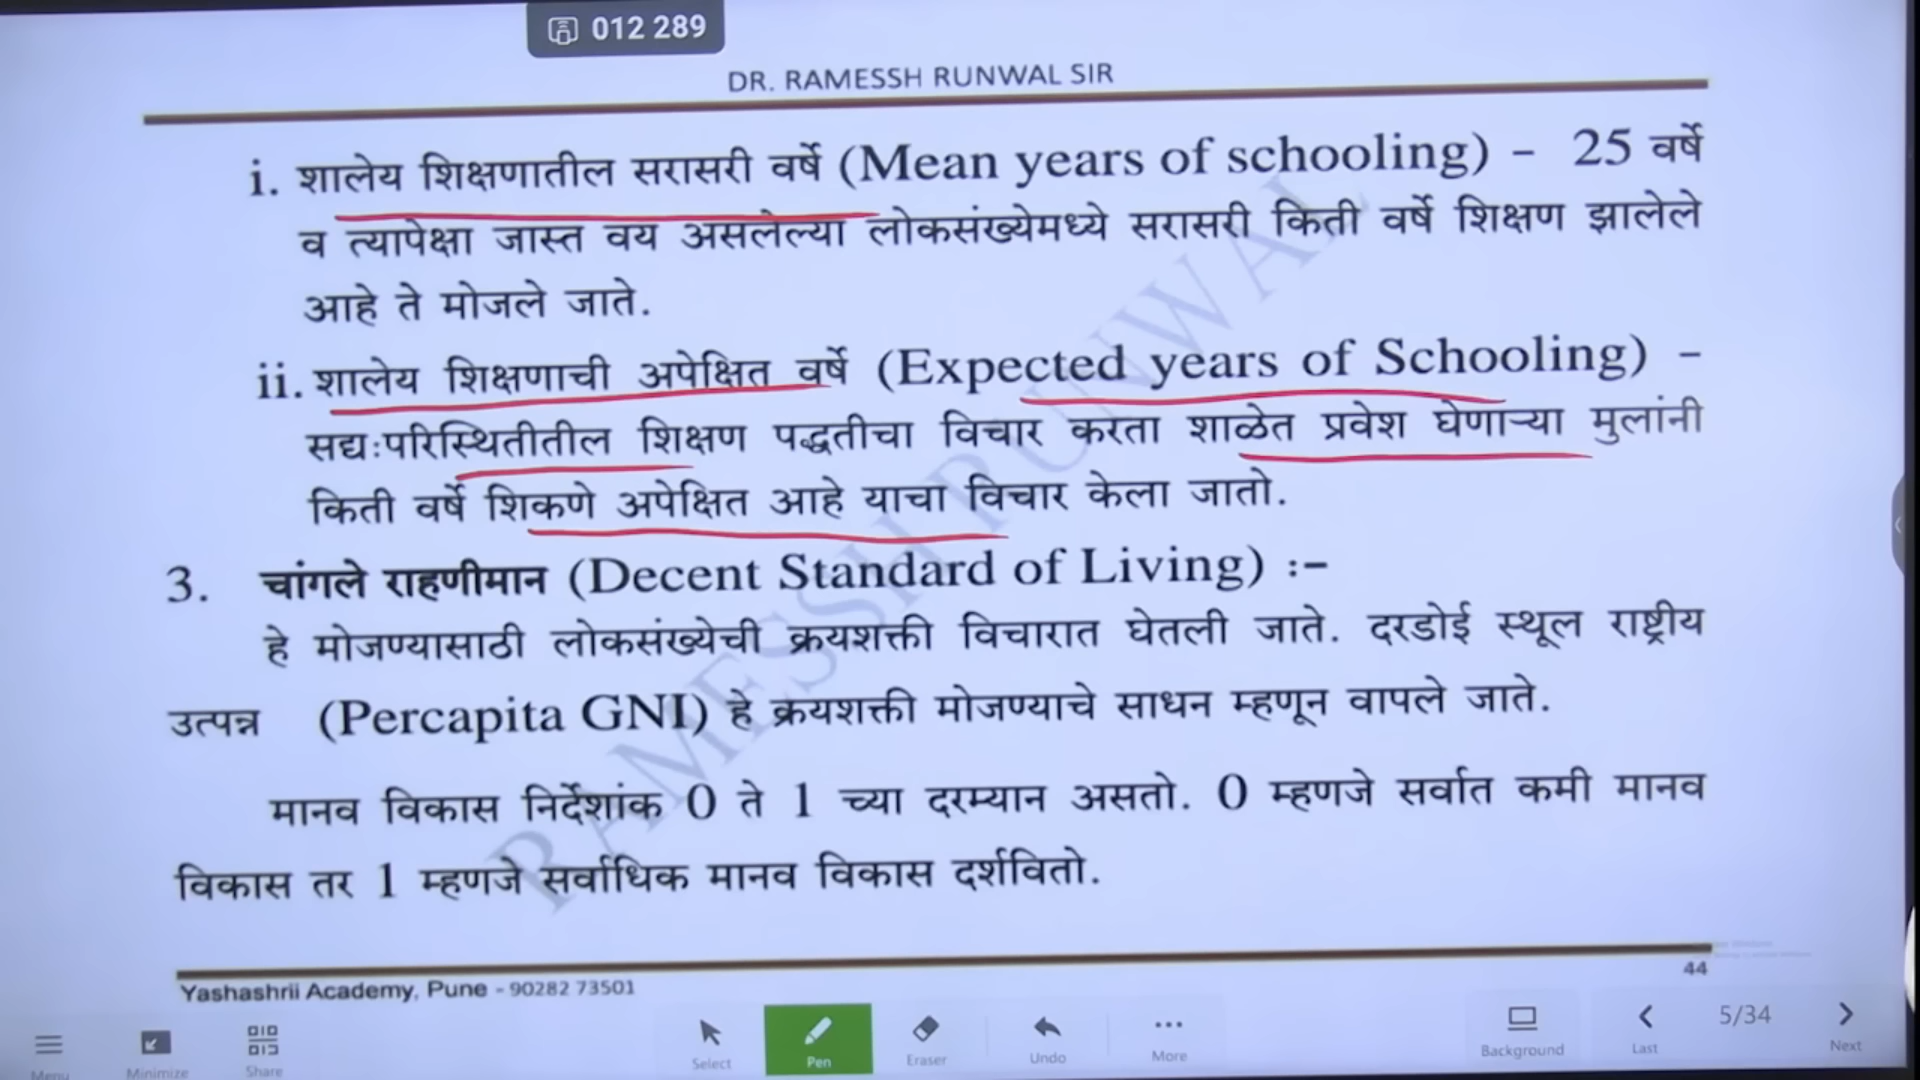 012 289
DR. RAMESSH RUNWAL SIR
i. शालेय शिक्षणातील सरासरी वर्षे (Mean years of schooling) - 25 वर्षे
व त्यापेक्षा जास्त वय असलेल्या लोकसंख्येमध्ये सरासरी किती वर्षे शिक्षण झालेले
आहे ते मोजले जाते.
ii. शालेय शिक्षणाची अपेक्षित वर्षे (Expected years of Schooling) -
सद्यःपरिस्थितीतील शिक्षण पद्धतीचा विचार करता शाळेत प्रवेश घेणाऱ्या मुलांनी
किती वर्षे शिकणे अपेक्षित आहे याचा विचार केला जातो.
3. चांगले राहणीमान (Decent Standard of Living) :-
हे मोजण्यासाठी लोकसंख्येची क्रयशक्ती विचारात घेतली जाते. दरडोई स्थूल राष्ट्रीय
उत्पन्न (Percapita GNI) हे क्रयशक्ती मोजण्याचे साधन म्हणून वापले जाते.
मानव विकास निर्देशांक 0 ते 1 च्या दरम्यान असतो. 0 म्हणजे सर्वात कमी मानव
विकास तर 1 म्हणजे सर्वाधिक मानव विकास दर्शवितो.
RAMESSH RUNWAL
44
Yashashrii Academy, Pune - 90282 73501
Menu Minimize Share Select Pen Eraser Undo More Background Last 5/34 Next